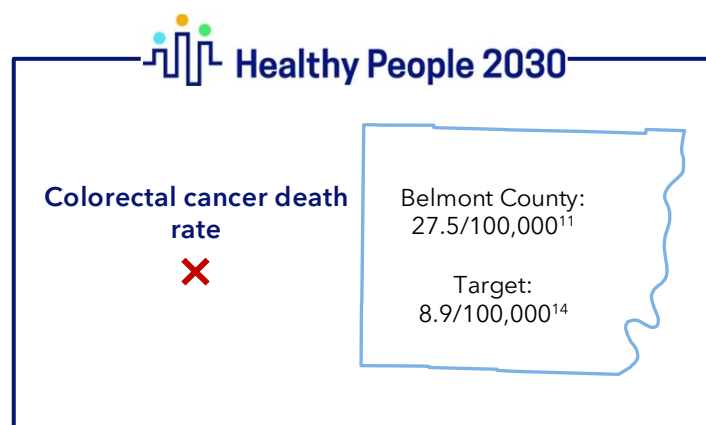 Healthy People 2030
Colorectal cancer death
rate
Belmont County:
27.5/100,000¹¹
Target:
8.9/100,000¹⁴